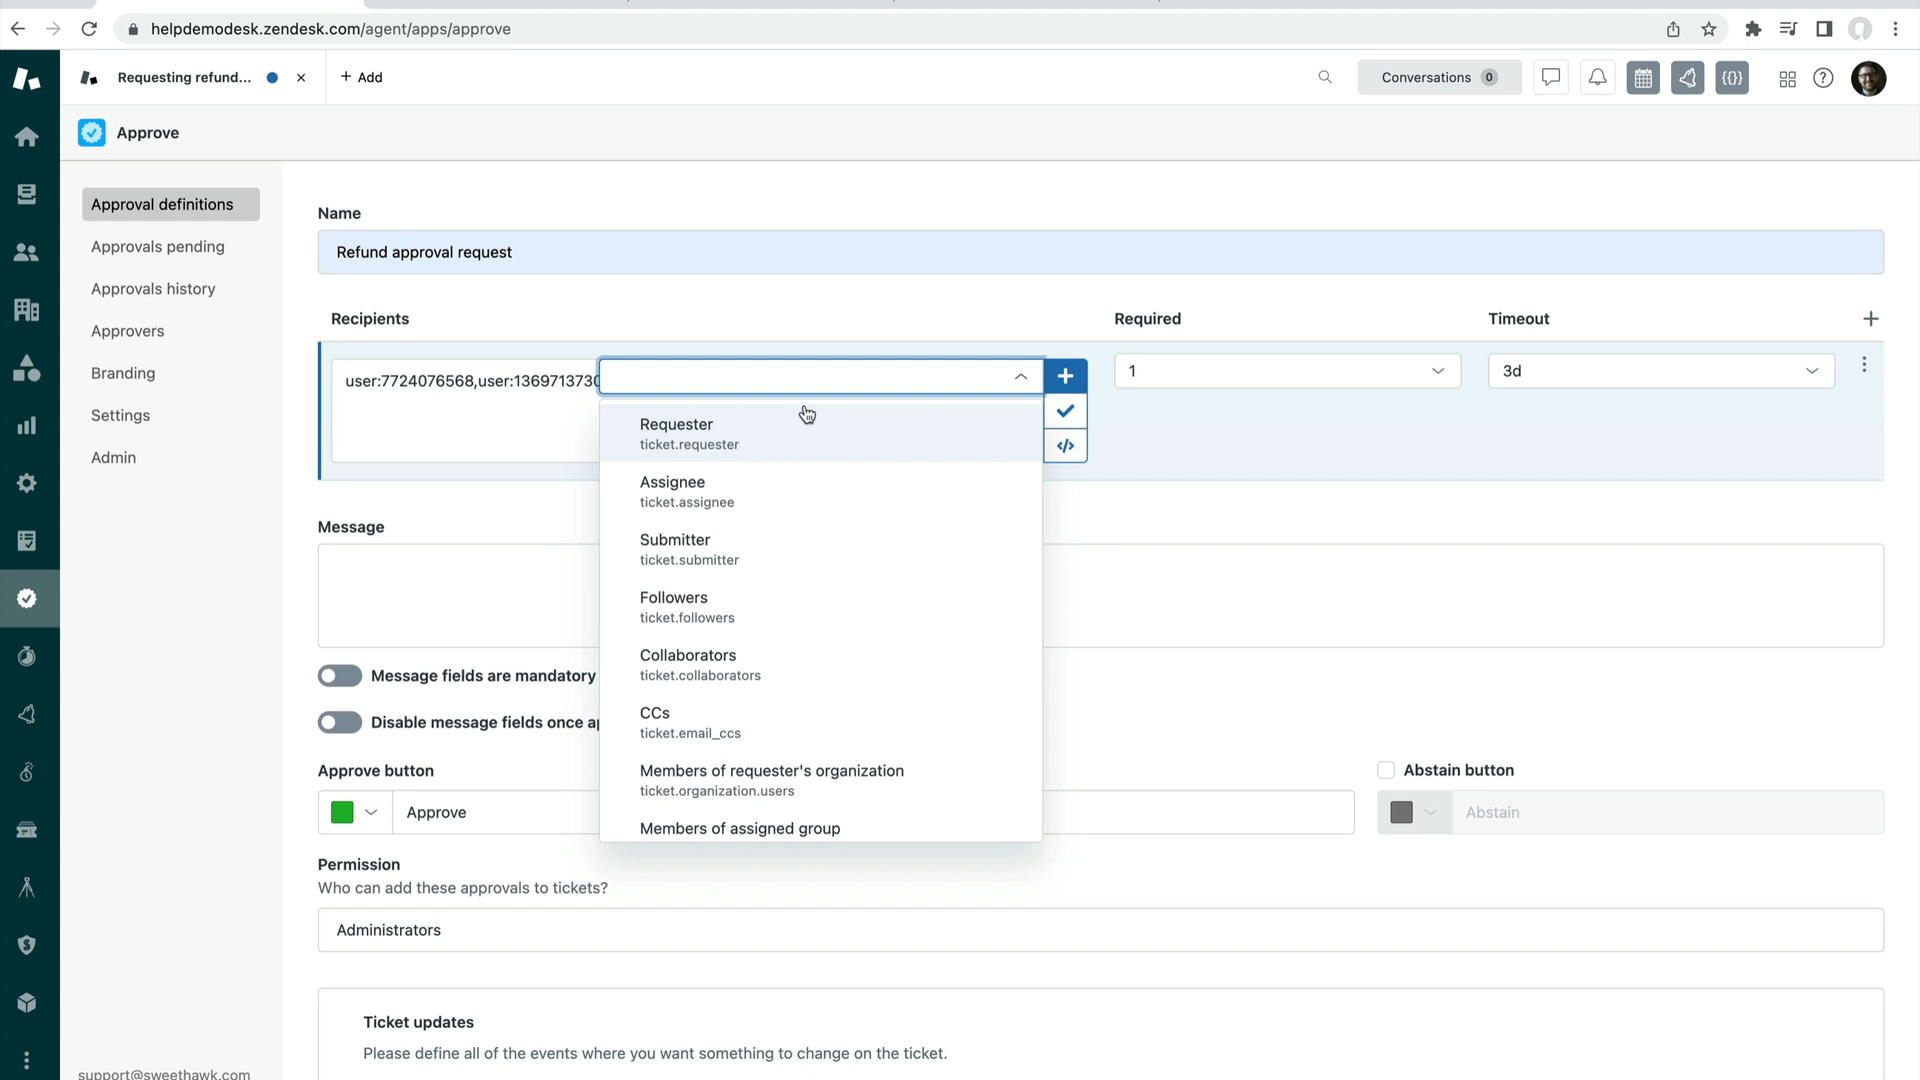 helpdemodesk.zendesk.com/agent/apps/approve
Requesting refund...
+ Add
Conversations 0
Approve
Approval definitions
Approvals pending
Approvals history
Approvers
Branding
Settings
Admin
support@sweethawk.com
Name
Refund approval request
Recipients
Required
Timeout
user:7724076568,user:136971373
1
3d
Requester
ticket.requester
Assignee
ticket.assignee
Submitter
ticket.submitter
Followers
ticket.followers
Collaborators
ticket.collaborators
CCs
ticket.email_ccs
Members of requester's organization
ticket.organization.users
Members of assigned group
Message
Message fields are mandatory
Disable message fields once
Approve button
Approve
Abstain button
Abstain
Permission
Who can add these approvals to tickets?
Administrators
Ticket updates
Please define all of the events where you want something to change on the ticket.